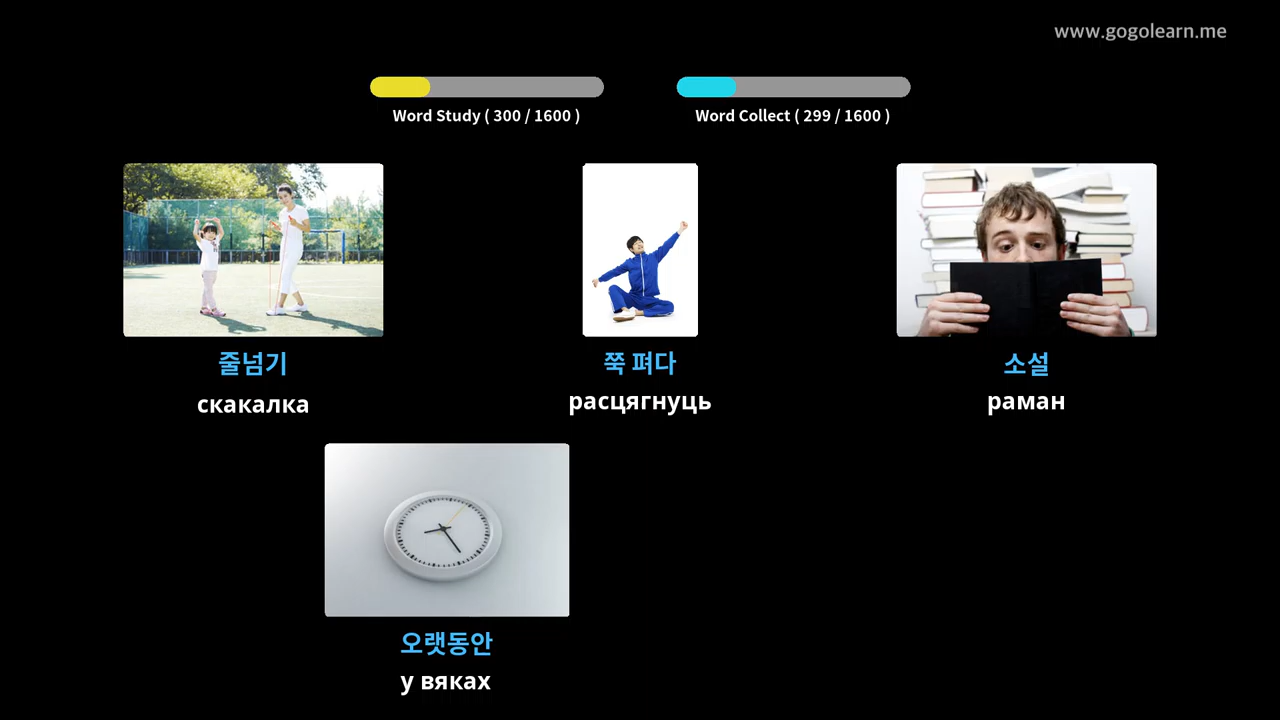 www.gogolearn.me
Word Study ( 300 / 1600 )
Word Collect ( 299 / 1600 )
줄넘기
скакалка
쭉 펴다
расцягнуць
소설
раман
오랫동안
у вяках